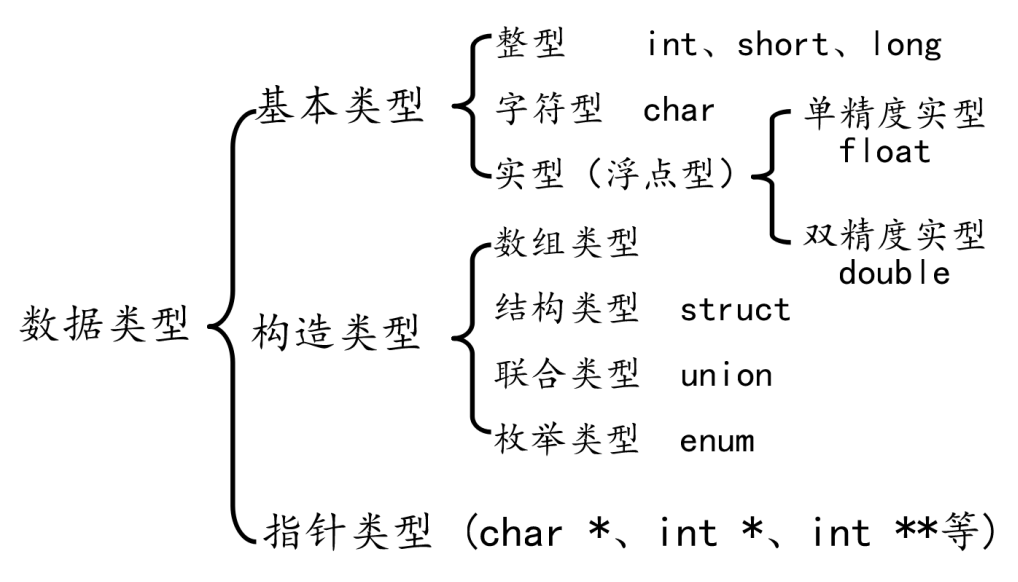 整型 int、short、long
基本类型
字符型 char
单精度实型
float
实型（浮点型）
双精度实型
double
数据类型
构造类型
数组类型
结构类型 struct
联合类型 union
枚举类型 enum
指针类型 (char *、int *、int **等)